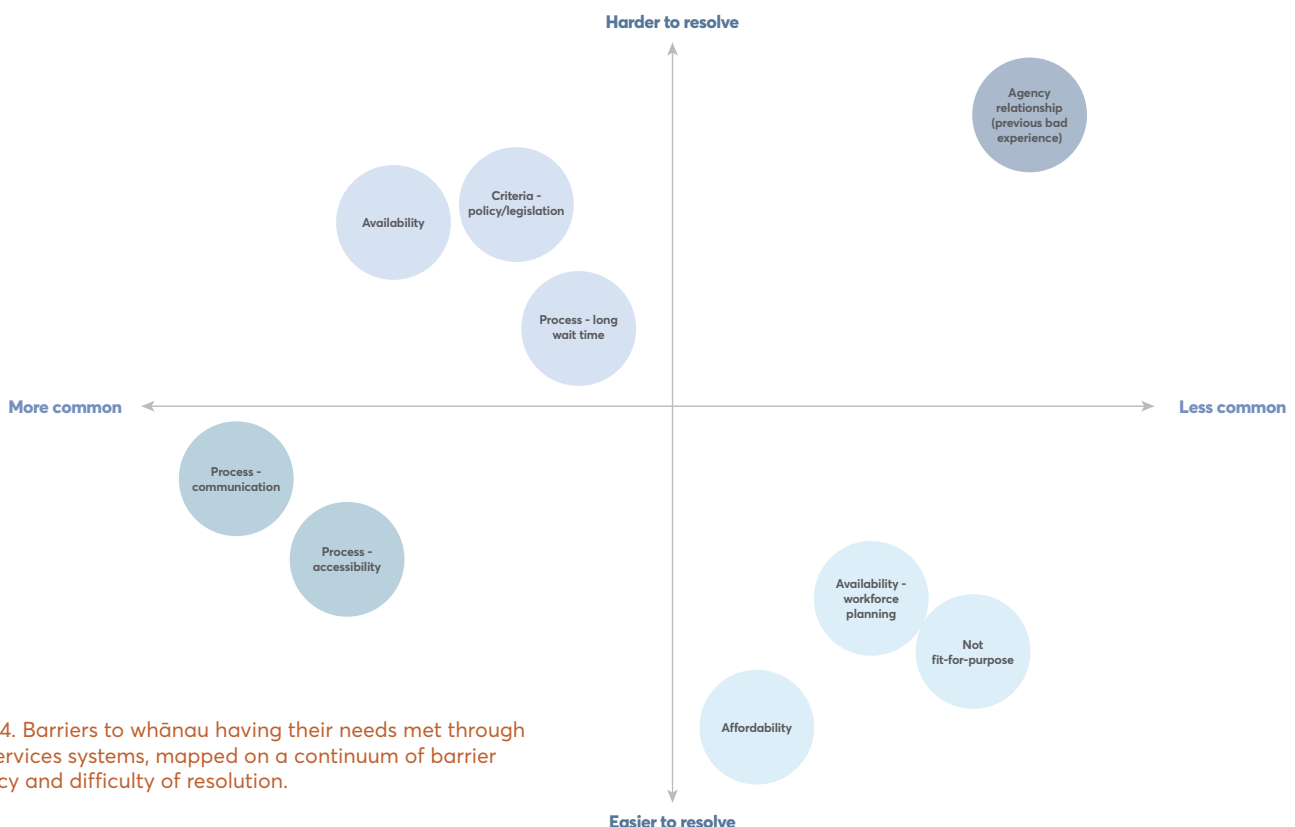 Harder to resolve
Agency
relationship
(previous bad
experience)
Criteria -
policy/legislation
Availability
Process - long
wait time
More common
Less common
Process -
communication
Process -
accessibility
Availability -
workforce
planning
Not
fit-for-purpose
Affordability
4. Barriers to whānau having their needs met through
systems, mapped on a continuum of barrier
and difficulty of resolution.
Easier to resolve